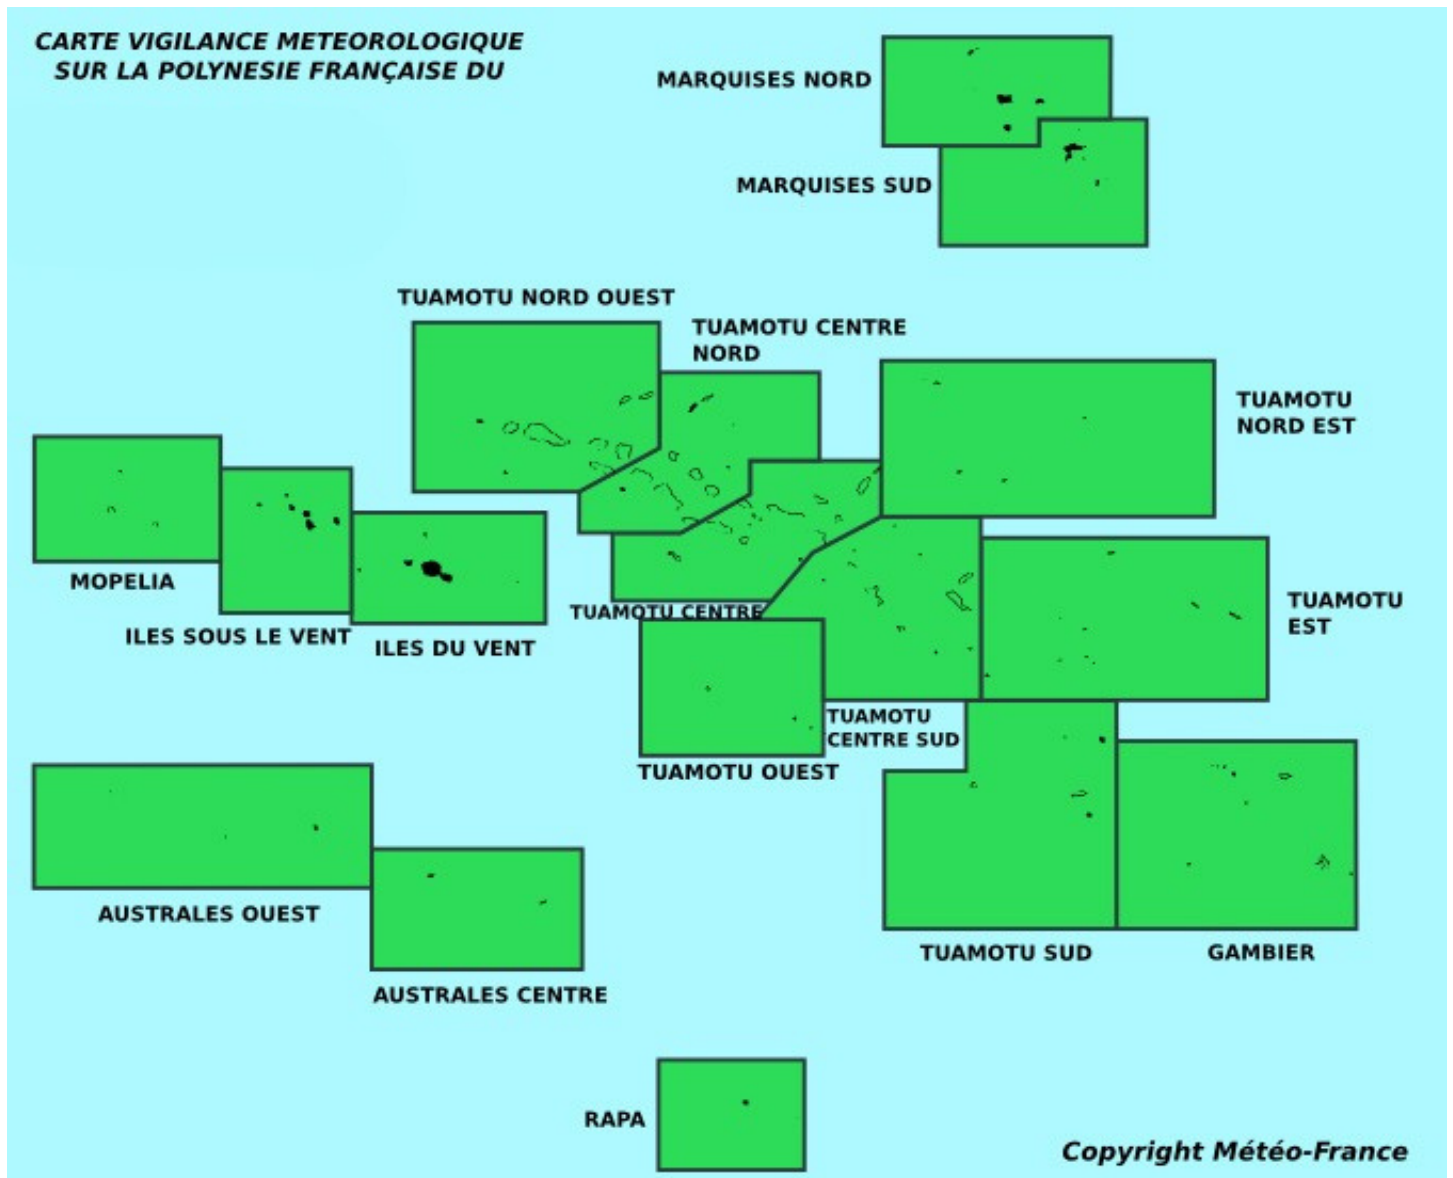 CARTE VIGILANCE METEOROLOGIQUE
SUR LA POLYNESIE FRANÇAISE DU
MARQUISES NORD
MARQUISES SUD
TUAMOTU NORD OUEST
TUAMOTU CENTRE
NORD
TUAMOTU
NORD EST
MOPELIA
ILES SOUS LE VENT
ILES DU VENT
TUAMOTU CENTRE
TUAMOTU
EST
TUAMOTU
CENTRE SUD
TUAMOTU OUEST
AUSTRALES OUEST
TUAMOTU SUD
GAMBIER
AUSTRALES CENTRE
RAPA
Copyright Météo-France